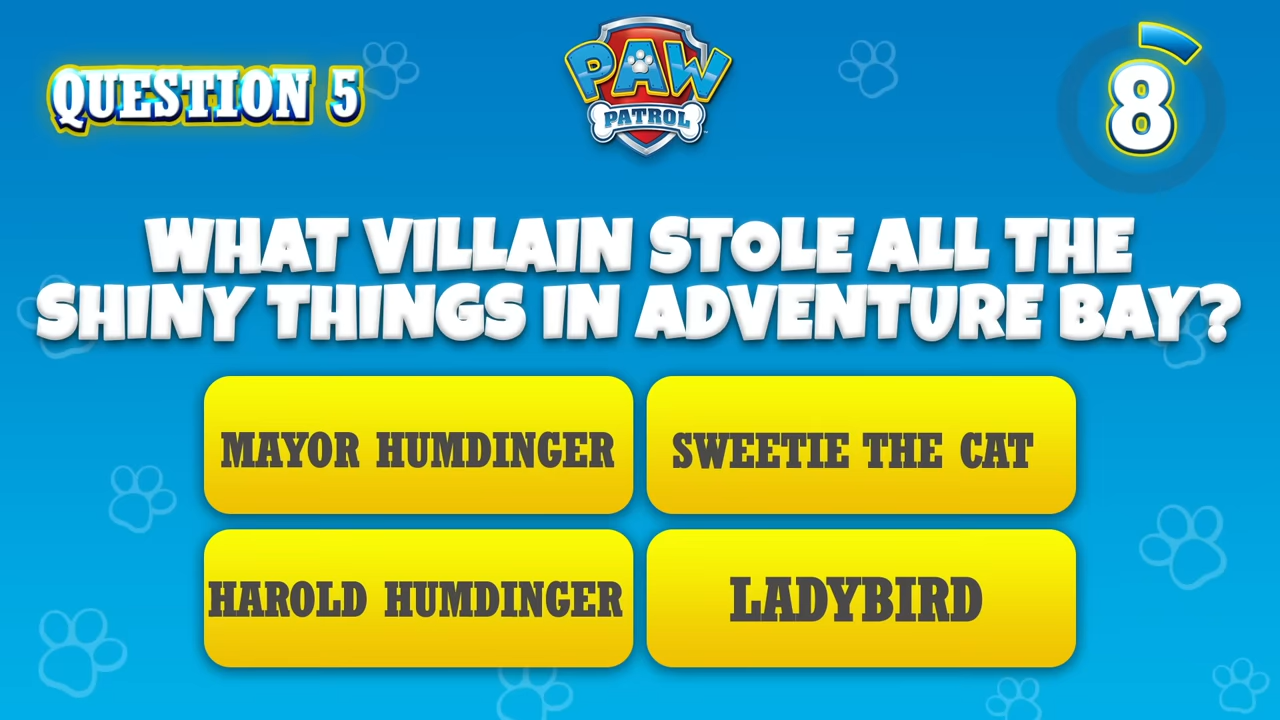 QUESTION 5
PAW
PATROL
8
WHAT VILLAIN STOLE ALL THE
SHINY THINGS IN ADVENTURE BAY?
MAYOR HUMDINGER
SWEETIE THE CAT
HAROLD HUMDINGER
LADYBIRD